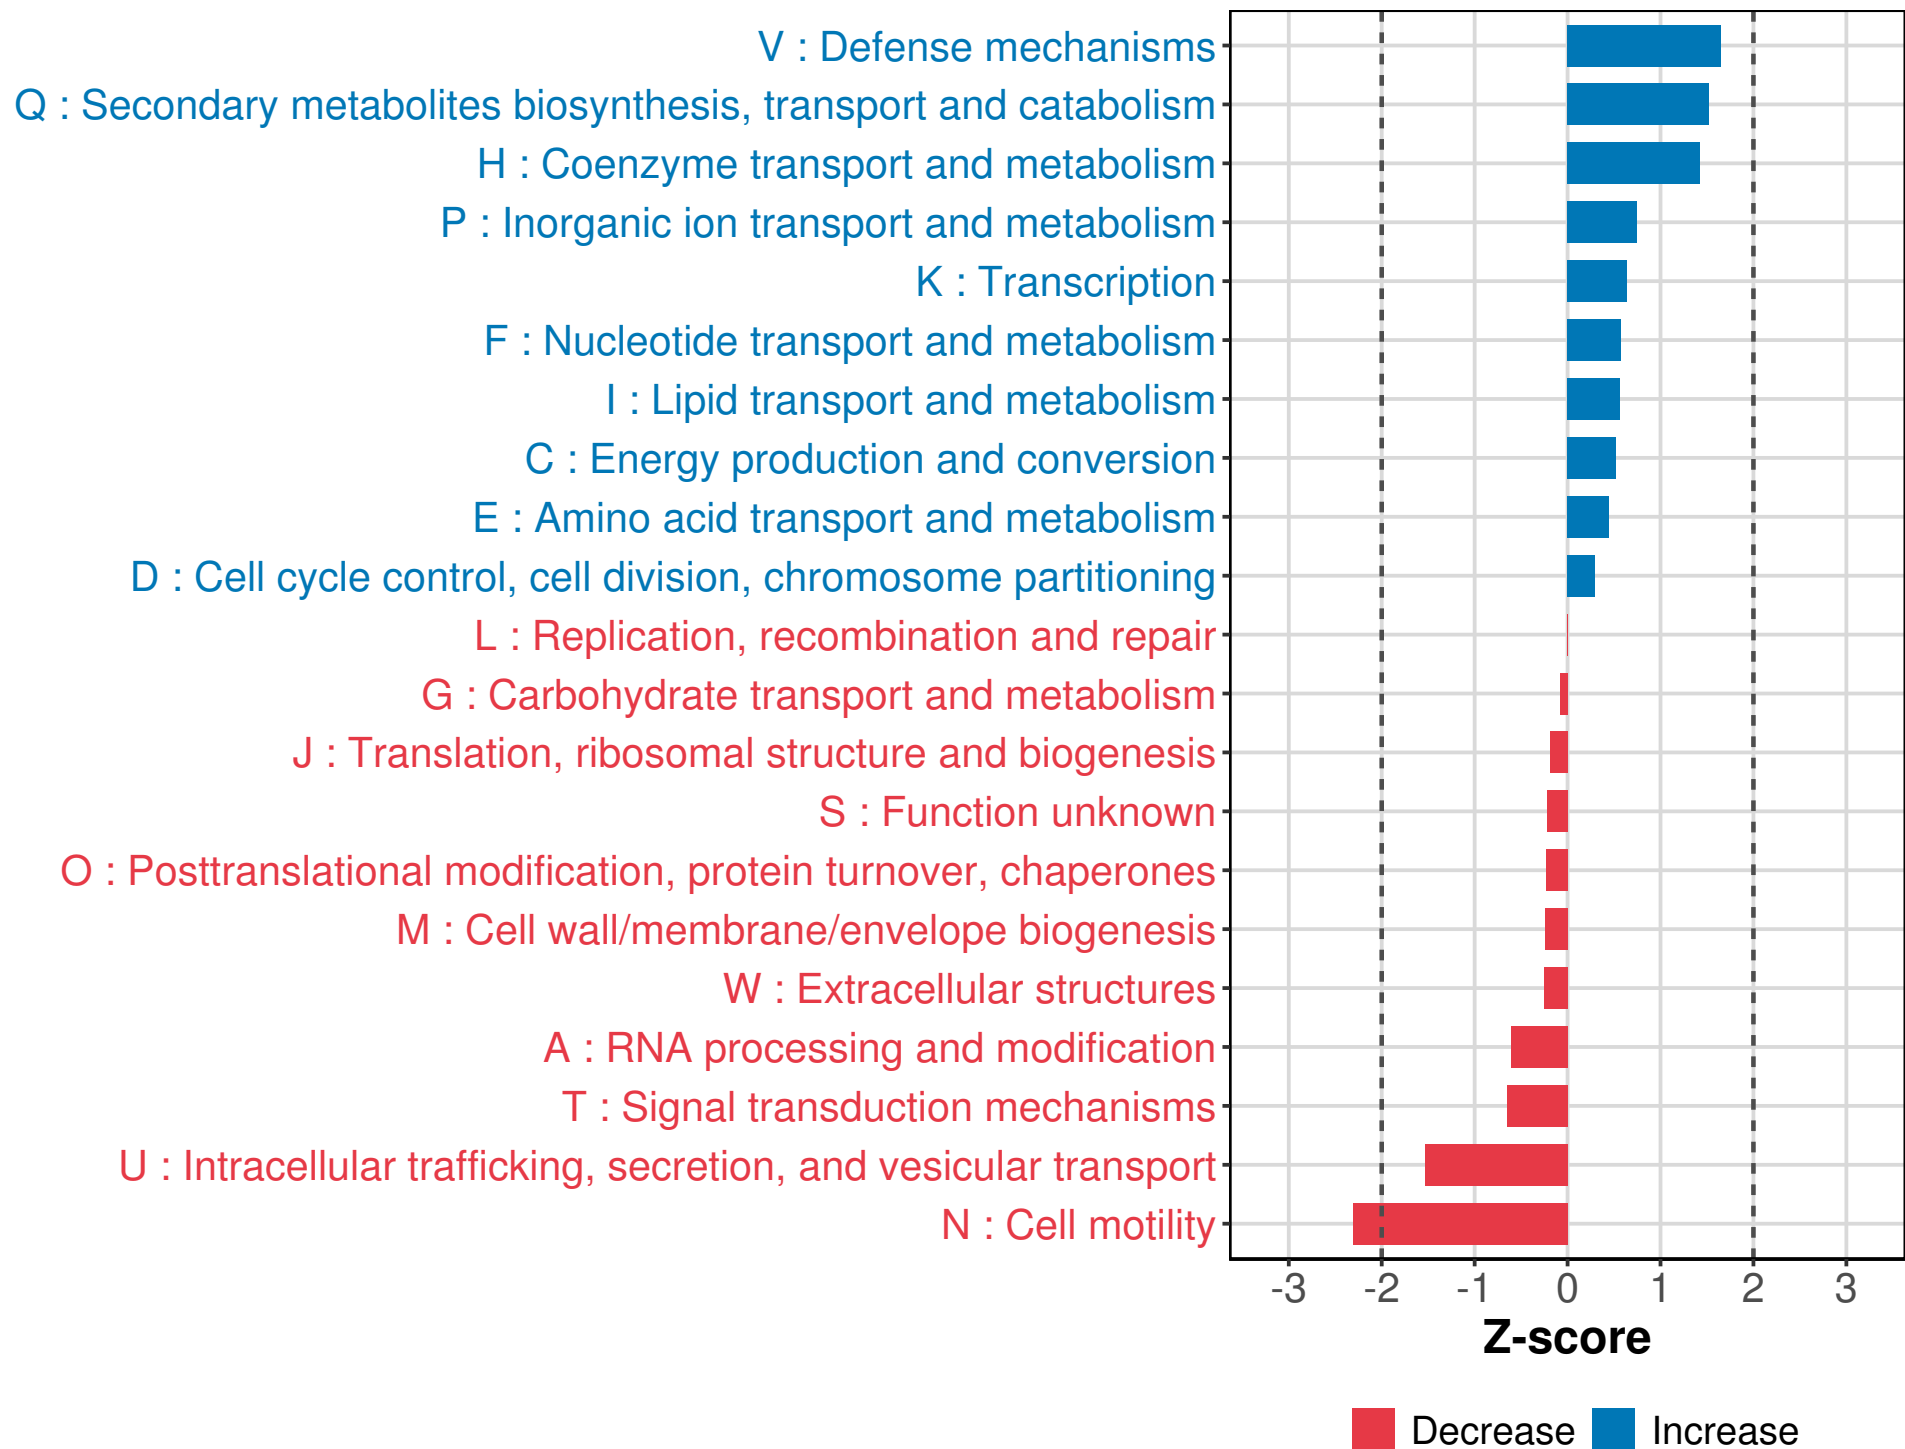 V : Defense mechanisms
Q : Secondary metabolites biosynthesis, transport and catabolism
H : Coenzyme transport and metabolism
P : Inorganic ion transport and metabolism
K : Transcription
F : Nucleotide transport and metabolism
I : Lipid transport and metabolism
C : Energy production and conversion
E : Amino acid transport and metabolism
D : Cell cycle control, cell division, chromosome partitioning
L : Replication, recombination and repair
G : Carbohydrate transport and metabolism
J : Translation, ribosomal structure and biogenesis
S : Function unknown
O : Posttranslational modification, protein turnover, chaperones
M : Cell wall/membrane/envelope biogenesis
W : Extracellular structures
A : RNA processing and modification
T : Signal transduction mechanisms
U : Intracellular trafficking, secretion, and vesicular transport
N : Cell motility
-3 -2 -1 0 1 2 3
Z-score
Decrease Increase